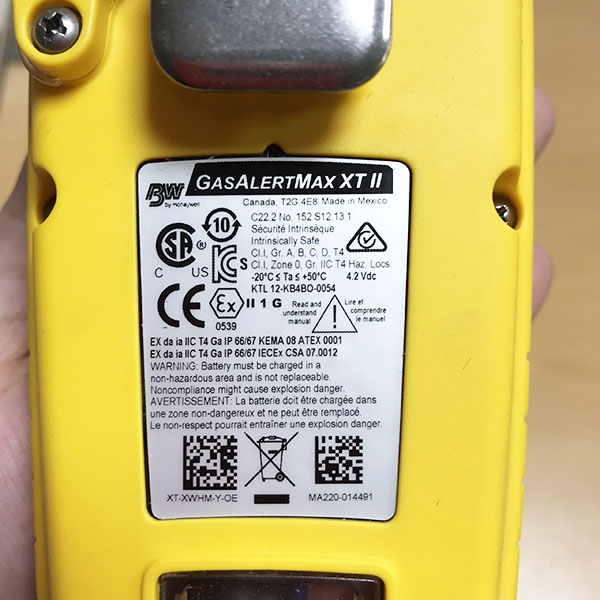 BW
by Honeywell
GASALERTMAX XT II
Canada, T2G 4E8 Made in Mexico
C22.2 No. 152 S12.13.1
Sécurité Intrinsèque
Intrinsically Safe
Cl.I, Gr. A, B, C, D, T4
Cl.I, Zone 0, Gr. IIC T4 Haz. Locs.
-20°C ≤ Ta ≤ +50°C 4.2 Vdc
KTL 12-KB4BO-0054
10
SA ®
C US
S
CE
Ex II 1 G
0539
Read and understand manual
Lire et comprendre le manuel
EX da ia IIC T4 Ga IP 66/67 KEMA 08 ATEX 0001
EX da ia IIC T4 Ga IP 66/67 IECEx CSA 07.0012
WARNING: Battery must be charged in a
non-hazardous area and is not replaceable.
Noncompliance might cause explosion danger.
AVERTISSEMENT: La batterie doit être chargée dans
une zone non-dangereux et ne peut être remplacé.
Le non-respect pourrait entraîner une explosion danger.
XT-XWHM-Y-OE
MA220-014491